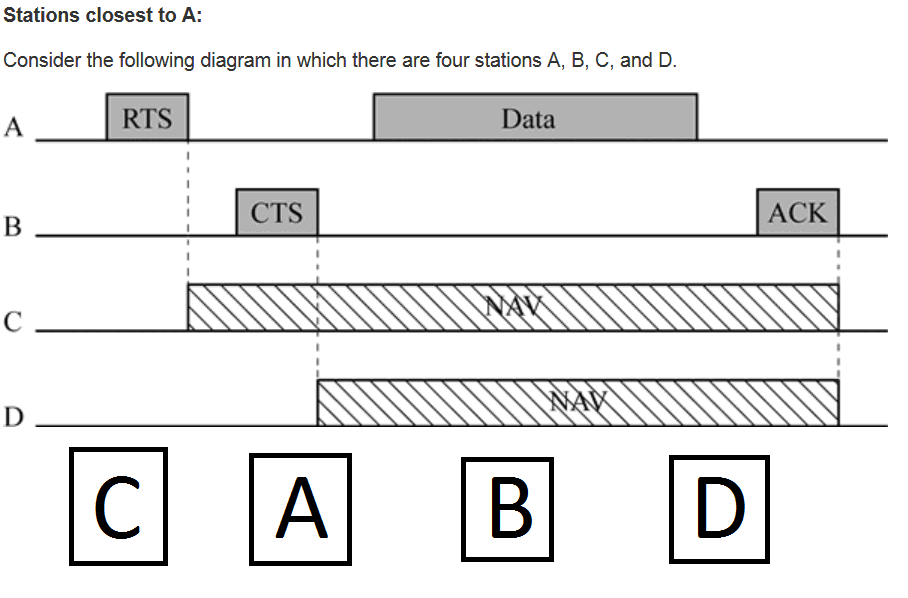 Stations closest to A:
Consider the following diagram in which there are four stations A, B, C, and D.
A RTS Data
B CTS ACK
C NAV
D NAV
C A B D